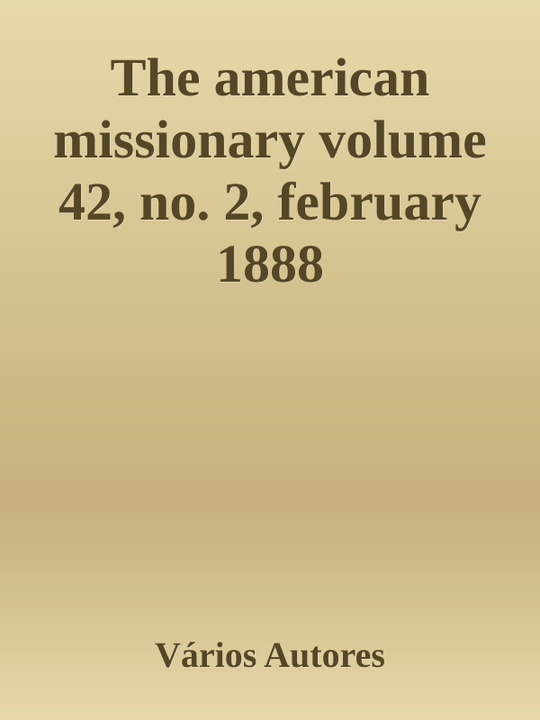 The american
missionary volume
42, no. 2, february
1888
Vários Autores